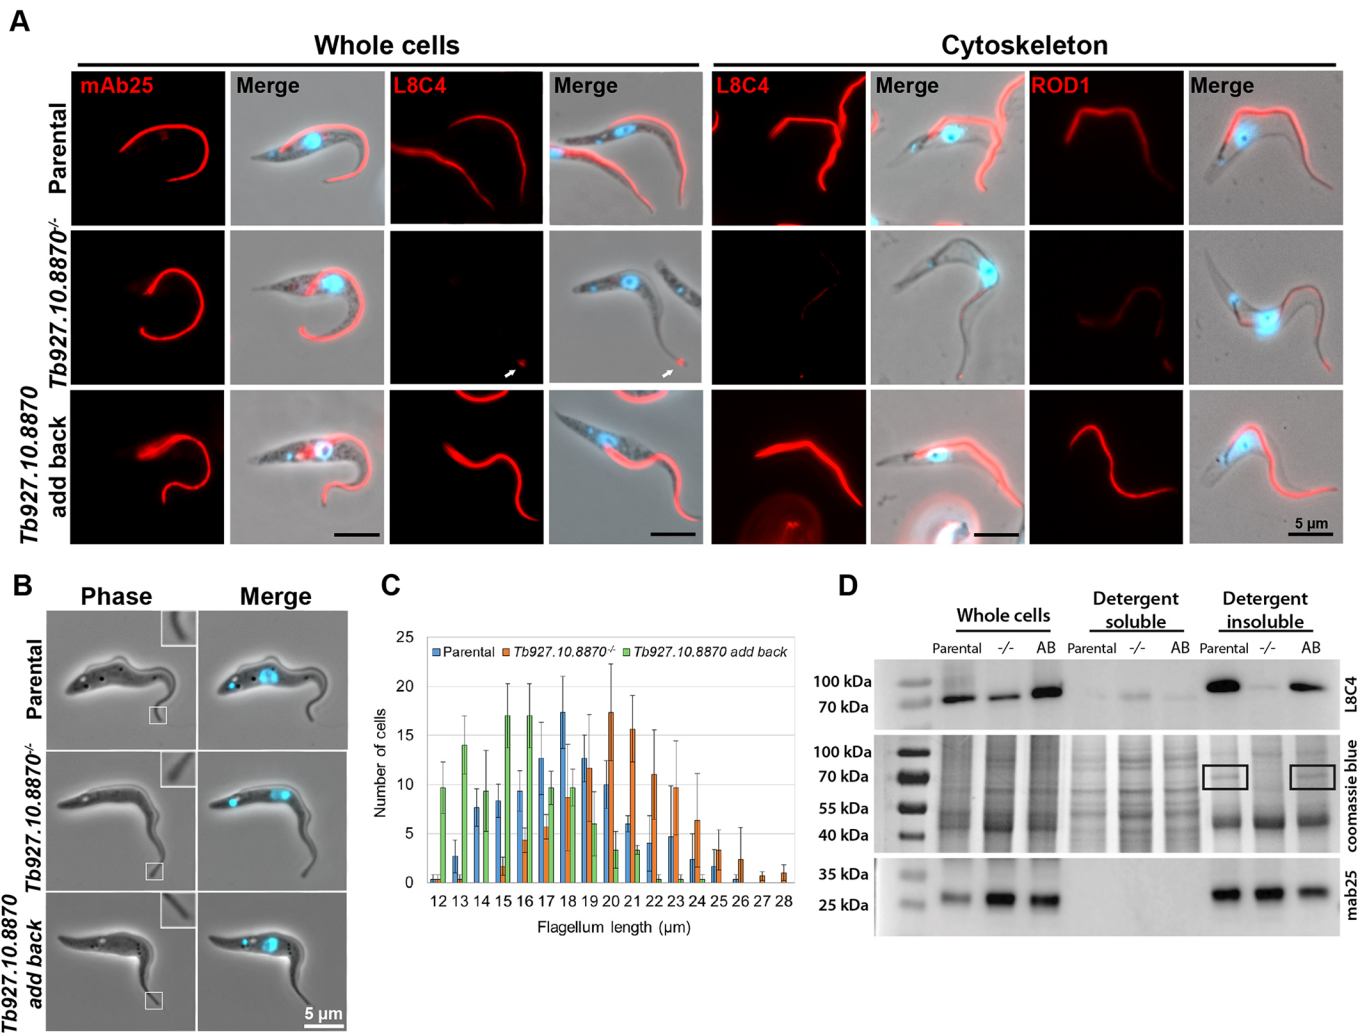 A
Whole cells
Cytoskeleton
mAb25
Merge
L8C4
Merge
L8C4
Merge
ROD1
Merge
Parental
Tb927.10.8870-/-
Tb927.10.8870
add back
5 µm
B
Phase
Merge
Parental
Tb927.10.8870-/-
Tb927.10.8870
add back
5 µm
C
25
20
15
10
5
0
Number of cells
Parental
Tb927.10.8870-/-
Tb927.10.8870 add back
12 13 14 15 16 17 18 19 20 21 22 23 24 25 26 27 28
Flagellum length (µm)
D
Whole cells
Detergent
soluble
Detergent
insoluble
Parental -/- AB Parental -/- AB Parental -/- AB
100 kDa
70 kDa
L8C4
100 kDa
70 kDa
55 kDa
40 kDa
coomassie blue
35 kDa
25 kDa
mab25